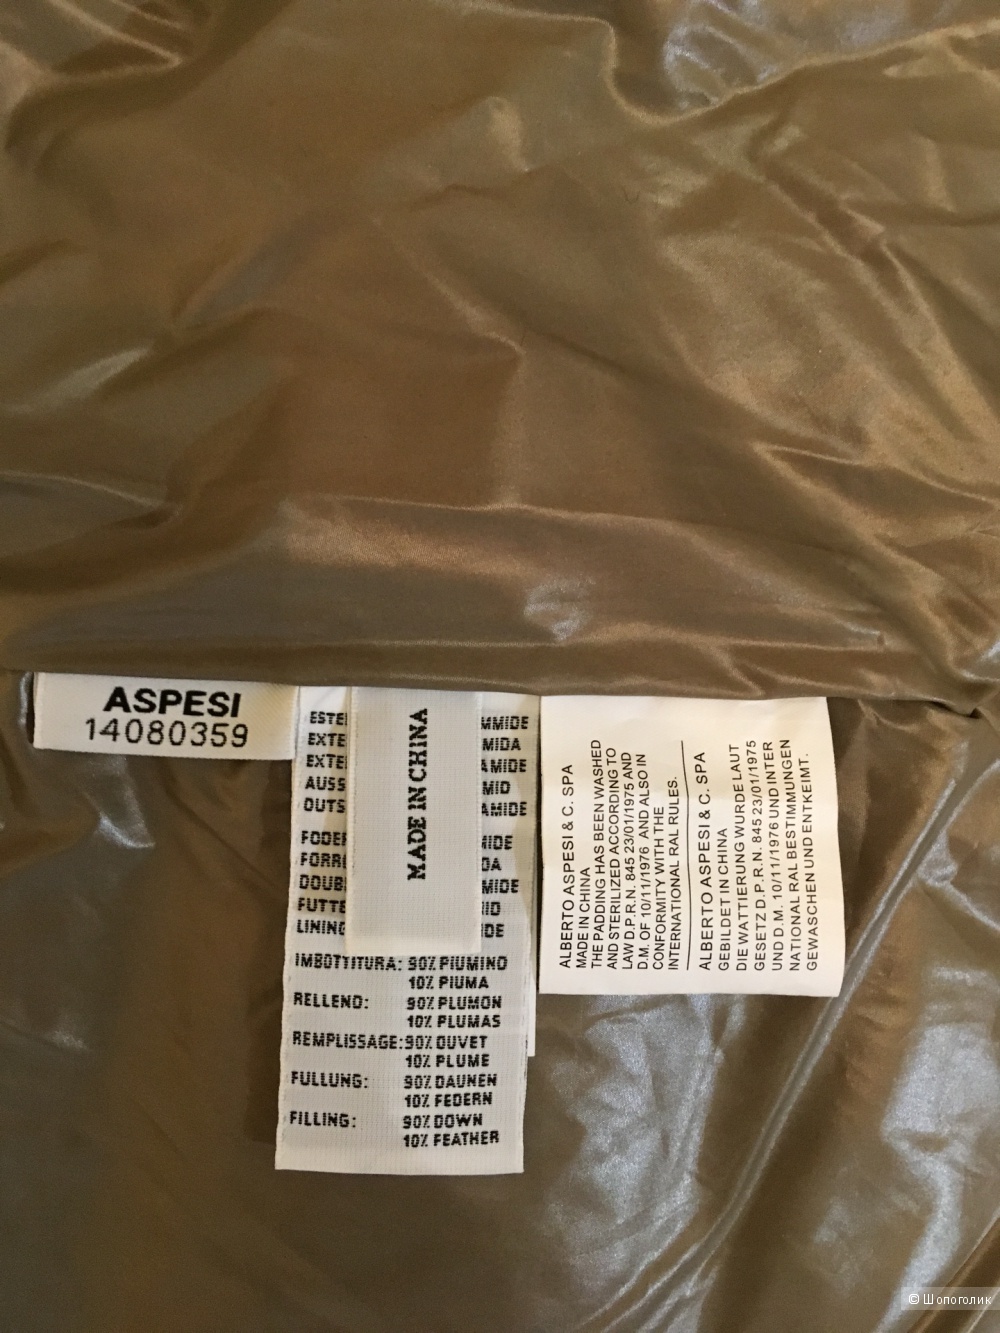 ASPESI
14080359
MADE IN CHINA
IMBOTTITURA: 90% PIUMINO
10% PIUMA
RELLEND: 90% PLUMON
10% PLUMAS
REMPLISSAGE: 90% DUVET
10% PLUME
FULLUNG: 90% DAUNEN
10% FEDERN
FILLING: 90% DOWN
10% FEATHER
ALBERTO ASPESI & C. SPA
MADE IN CHINA
THE PADDING HAS BEEN WASHED
AND STERILIZED ACCORDING TO
LAW D.P.R.N. 845 23/01/1975 AND
D.M. OF 10/11/1976 AND ALSO IN
CONFORMITY WITH THE
INTERNATIONAL RAL RULES.
ALBERTO ASPESI & C. SPA
GEBILDET IN CHINA
DIE WATTIERUNG WURDE LAUT
GESETZ D.P.R.N. 845 23/01/1975
UND D.M. 10/11/1976 UND UNTER
NATIONAL RAL BESTIMMUNGEN
GEWASCHEN UND ENTKEIMT.
© Шопоголик